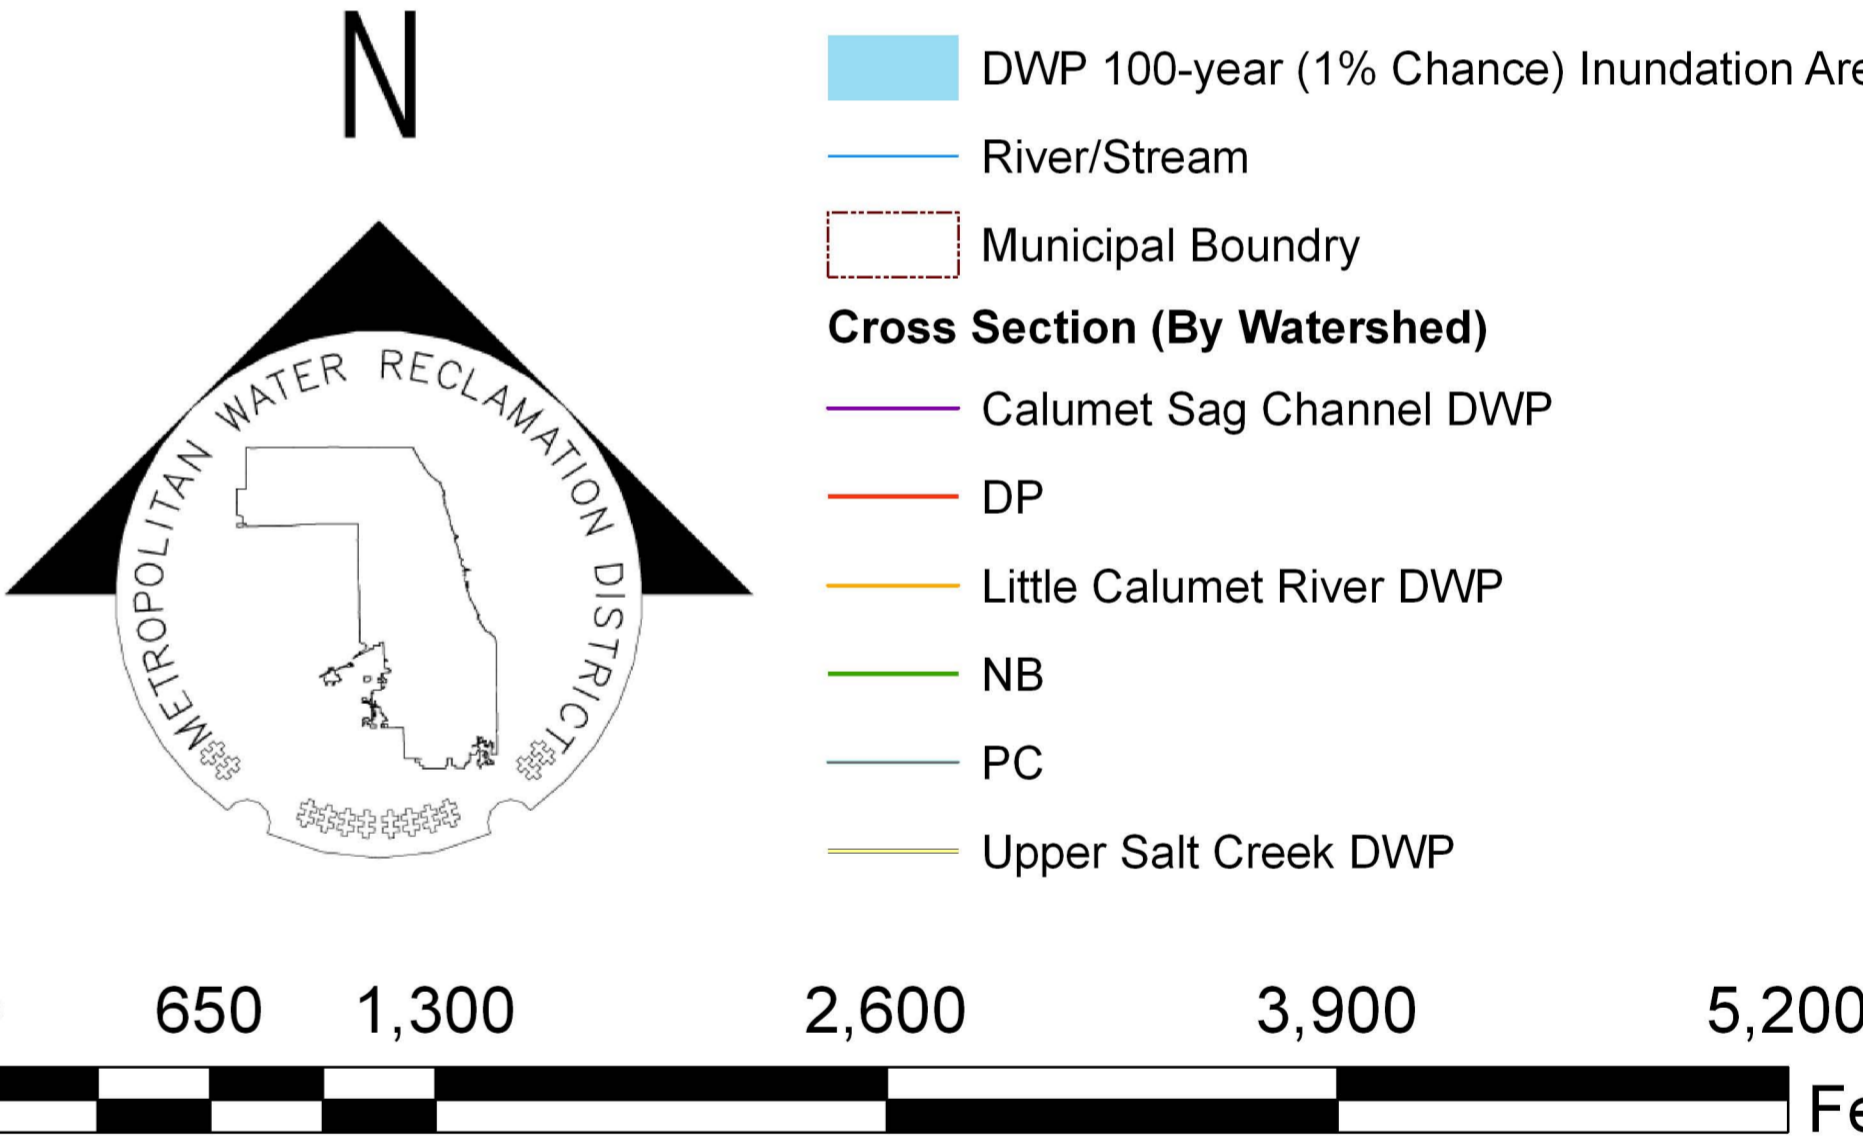 N
METROPOLITAN WATER RECLAMATION DISTRICT
DWP 100-year (1% Chance) Inundation Are
River/Stream
Municipal Boundry
Cross Section (By Watershed)
Calumet Sag Channel DWP
DP
Little Calumet River DWP
NB
PC
Upper Salt Creek DWP
650 1,300 2,600 3,900 5,200
Fe